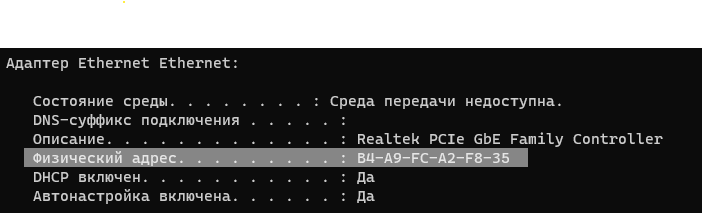 Адаптер Ethernet Ethernet:
Состояние среды. . . . . . . . : Среда передачи недоступна.
DNS-суффикс подключения . . . . . :
Описание. . . . . . . . . . . . . : Realtek PCIe GbE Family Controller
Физический адрес. . . . . . . . . : B4-A9-FC-A2-F8-35
DHCP включен. . . . . . . . . . . : Да
Автонастройка включена. . . . . . : Да